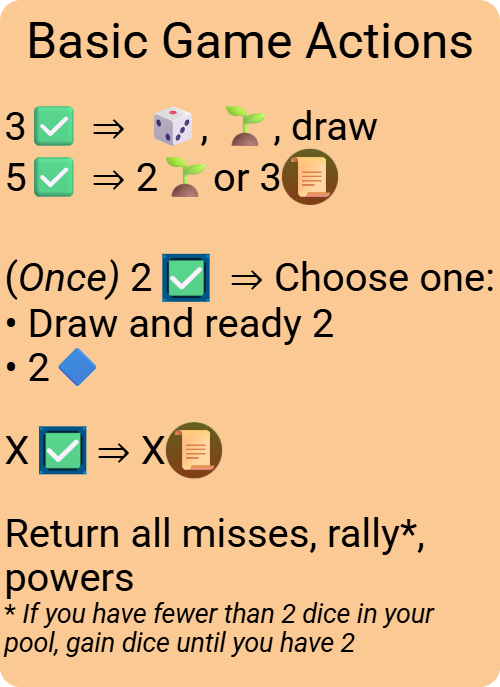 Basic Game Actions
3 ✅ ⇒ 🎲, 🌱, draw
5 ✅ ⇒ 2 🌱 or 3 📜
(Once) 2 ✅ ⇒ Choose one:
• Draw and ready 2
• 2 🔷
X ✅ ⇒ X 📜
Return all misses, rally*,
powers
* If you have fewer than 2 dice in your
pool, gain dice until you have 2